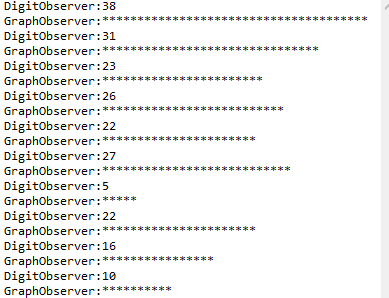 DigitObserver:38
GraphObserver:**************************************
DigitObserver:31
GraphObserver:*******************************
DigitObserver:23
GraphObserver:***********************
DigitObserver:26
GraphObserver:**************************
DigitObserver:22
GraphObserver:**********************
DigitObserver:27
GraphObserver:***************************
DigitObserver:5
GraphObserver:*****
DigitObserver:22
GraphObserver:**********************
DigitObserver:16
GraphObserver:****************
DigitObserver:10
GraphObserver:**********